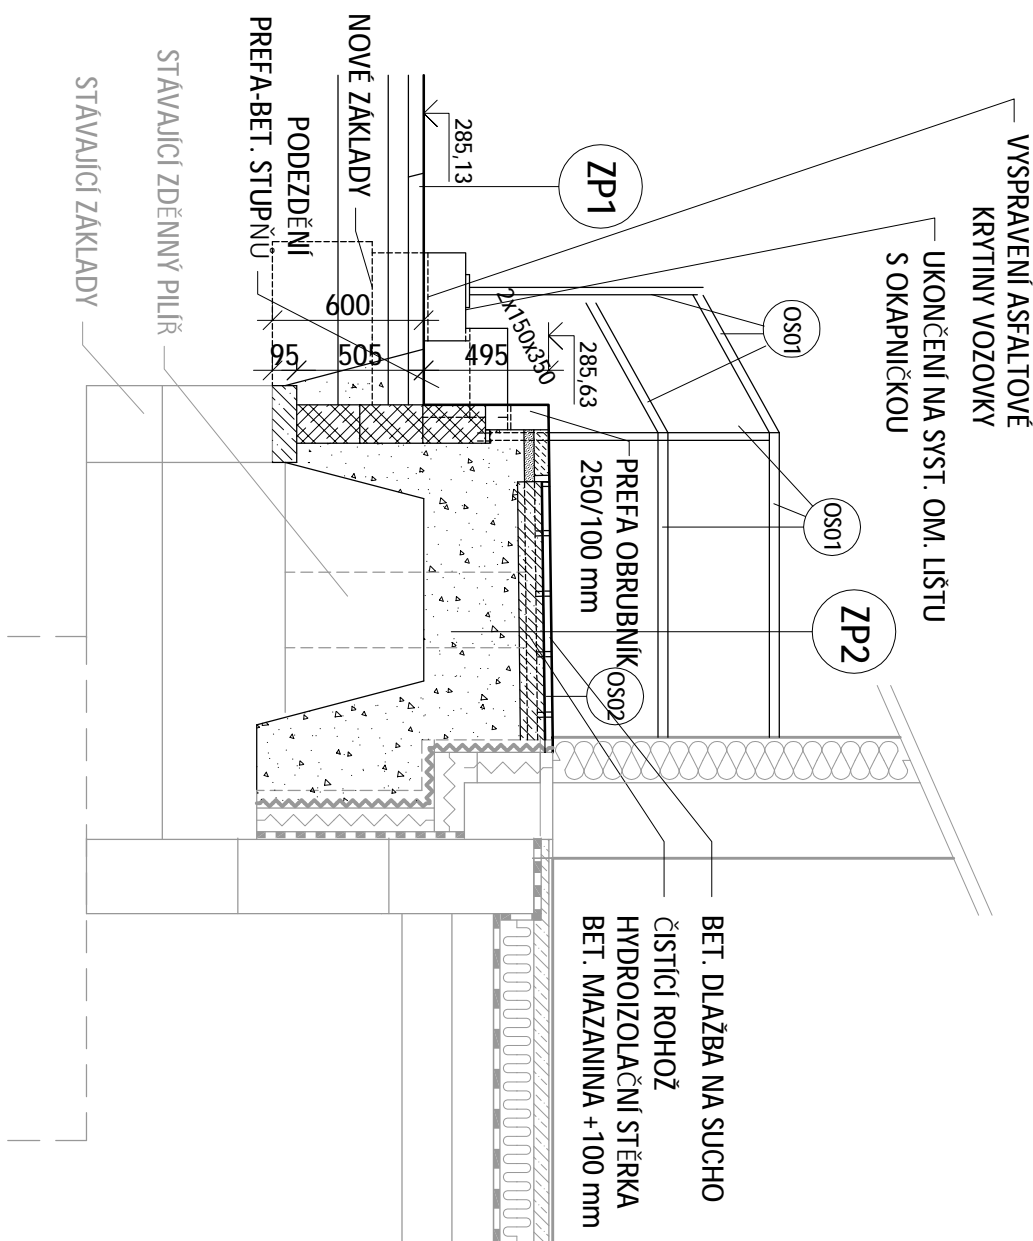 VYSPRAVENÍ ASFALTOVÉ
KRYTINY VOZOVKY
UKONČENÍ NA SYST. OM. LIŠTU
S OKAPNIČKOU
OS01
OS01
ZP1
ZP2
285,13
285,63
2x150x350
PREFA OBRUBNÍK
250/100 mm
OS02
NOVÉ ZÁKLADY
PODEZDĚNÍ
PREFA-BET. STUPŇŮ
STÁVAJÍCÍ ZDĚNNÝ PILÍŘ
STÁVAJÍCÍ ZÁKLADY
600
95
505
495
BET. DLAŽBA NA SUCHO
ČISTÍCÍ ROHOŽ
HYDROIZOLAČNÍ STĚRKA
BET. MAZANINA +100 mm